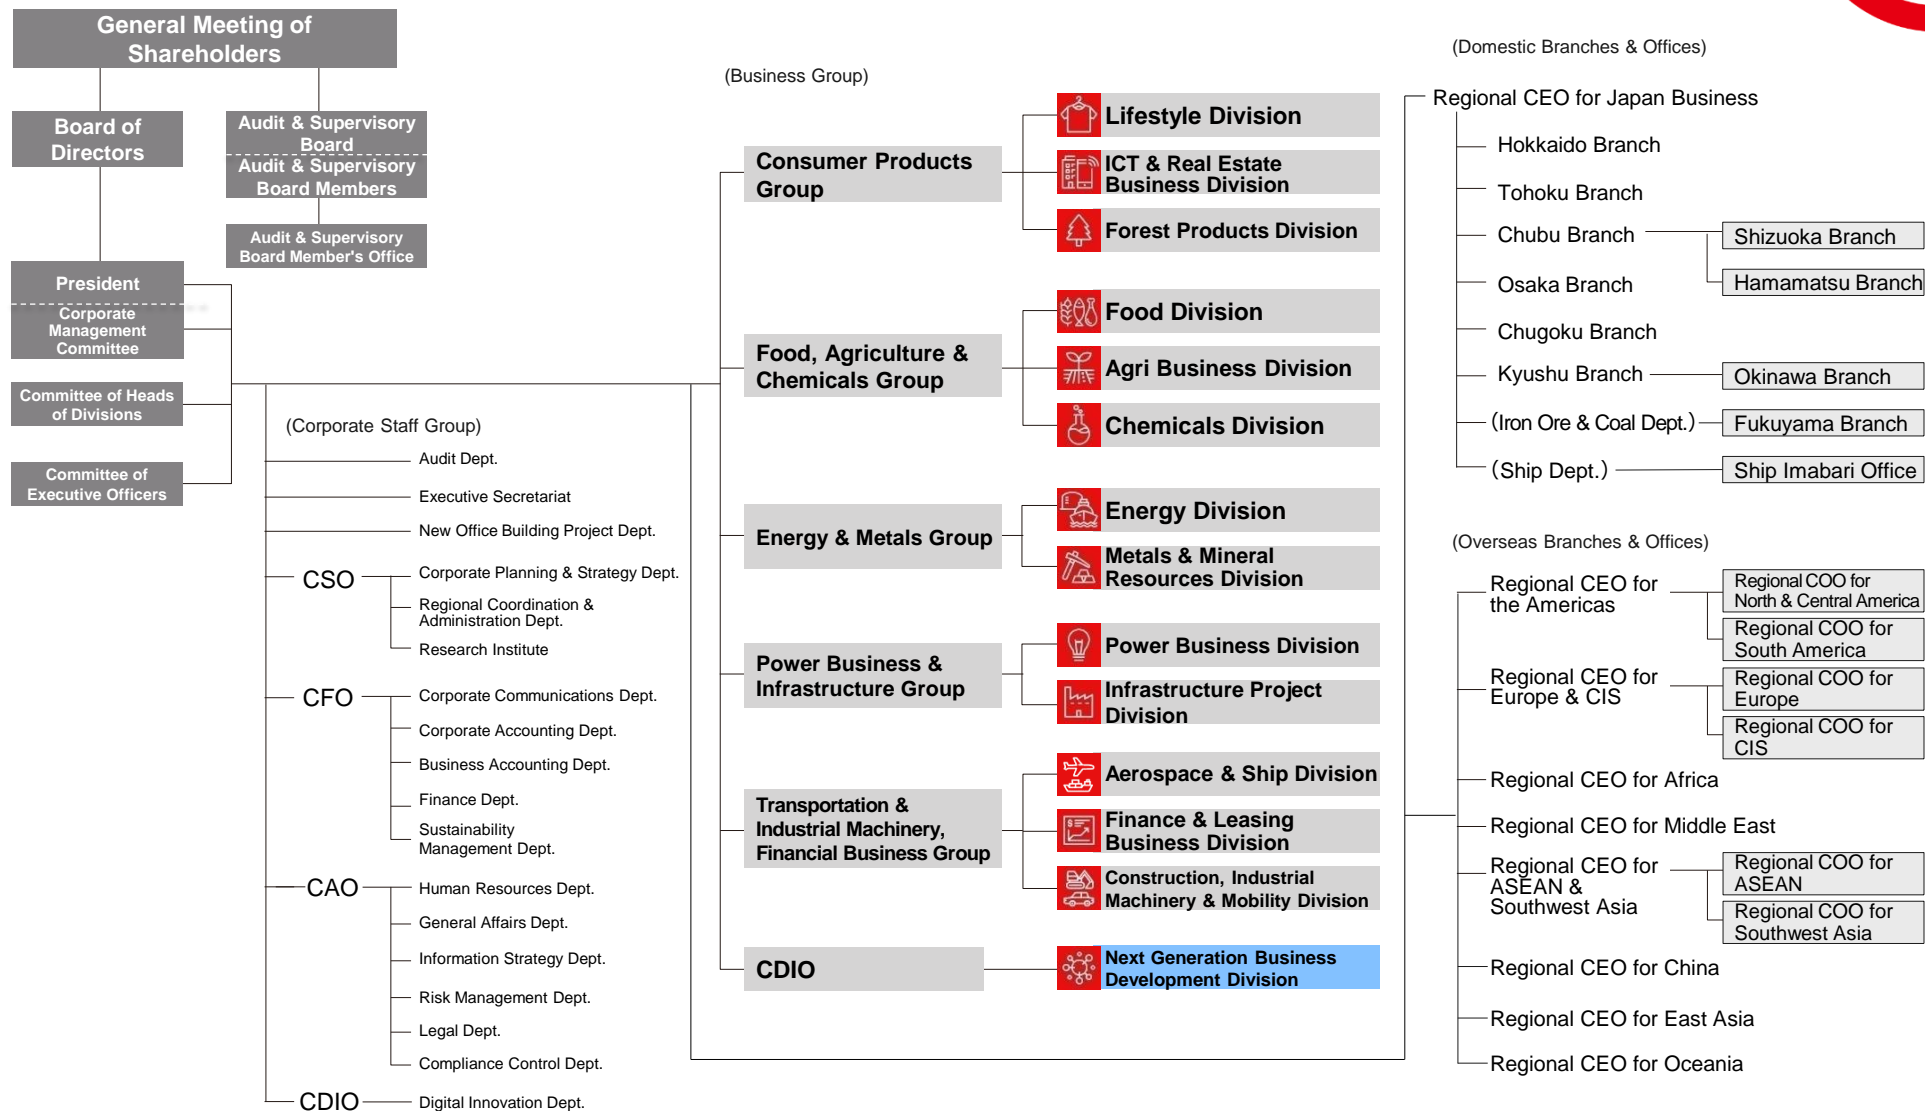 General Meeting of
Shareholders
Board of
Directors
Audit & Supervisory
Board
Audit & Supervisory
Board Members
Audit & Supervisory
Board Member's Office
President
Corporate
Management
Committee
Committee of Heads
of Divisions
Committee of
Executive Officers
(Corporate Staff Group)
Audit Dept.
Executive Secretariat
New Office Building Project Dept.
CSO
Corporate Planning & Strategy Dept.
Regional Coordination &
Administration Dept.
Research Institute
CFO
Corporate Communications Dept.
Corporate Accounting Dept.
Business Accounting Dept.
Finance Dept.
Sustainability
Management Dept.
CAO
Human Resources Dept.
General Affairs Dept.
Information Strategy Dept.
Risk Management Dept.
Legal Dept.
Compliance Control Dept.
CDIO
Digital Innovation Dept.
(Business Group)
Consumer Products
Group
Lifestyle Division
ICT & Real Estate
Business Division
Forest Products Division
Food, Agriculture &
Chemicals Group
Food Division
Agri Business Division
Chemicals Division
Energy & Metals Group
Energy Division
Metals & Mineral
Resources Division
Power Business &
Infrastructure Group
Power Business Division
Infrastructure Project
Division
Transportation &
Industrial Machinery,
Financial Business Group
Aerospace & Ship Division
Finance & Leasing
Business Division
Construction, Industrial
Machinery & Mobility Division
CDIO
Next Generation Business
Development Division
(Domestic Branches & Offices)
Regional CEO for Japan Business
Hokkaido Branch
Tohoku Branch
Chubu Branch
Shizuoka Branch
Hamamatsu Branch
Osaka Branch
Chugoku Branch
Kyushu Branch
Okinawa Branch
(Iron Ore & Coal Dept.)
Fukuyama Branch
(Ship Dept.)
Ship Imabari Office
(Overseas Branches & Offices)
Regional CEO for
the Americas
Regional COO for
North & Central America
Regional COO for
South America
Regional CEO for
Europe & CIS
Regional COO for
Europe
Regional COO for
CIS
Regional CEO for Africa
Regional CEO for Middle East
Regional CEO for
ASEAN &
Southwest Asia
Regional COO for
ASEAN
Regional COO for
Southwest Asia
Regional CEO for China
Regional CEO for East Asia
Regional CEO for Oceania